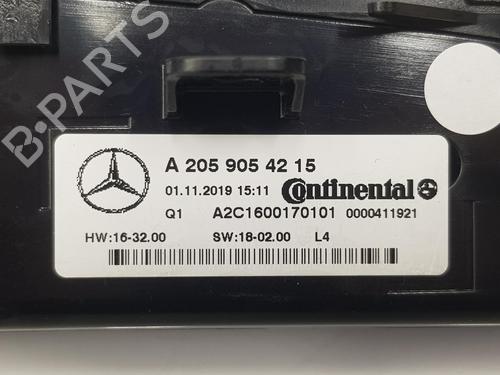 B-PARTS
A 205 905 42 15
01.11.2019 15:11 Continental
Q1 A2C1600170101 0000411921
HW:16-32.00 SW:18-02.00 L4